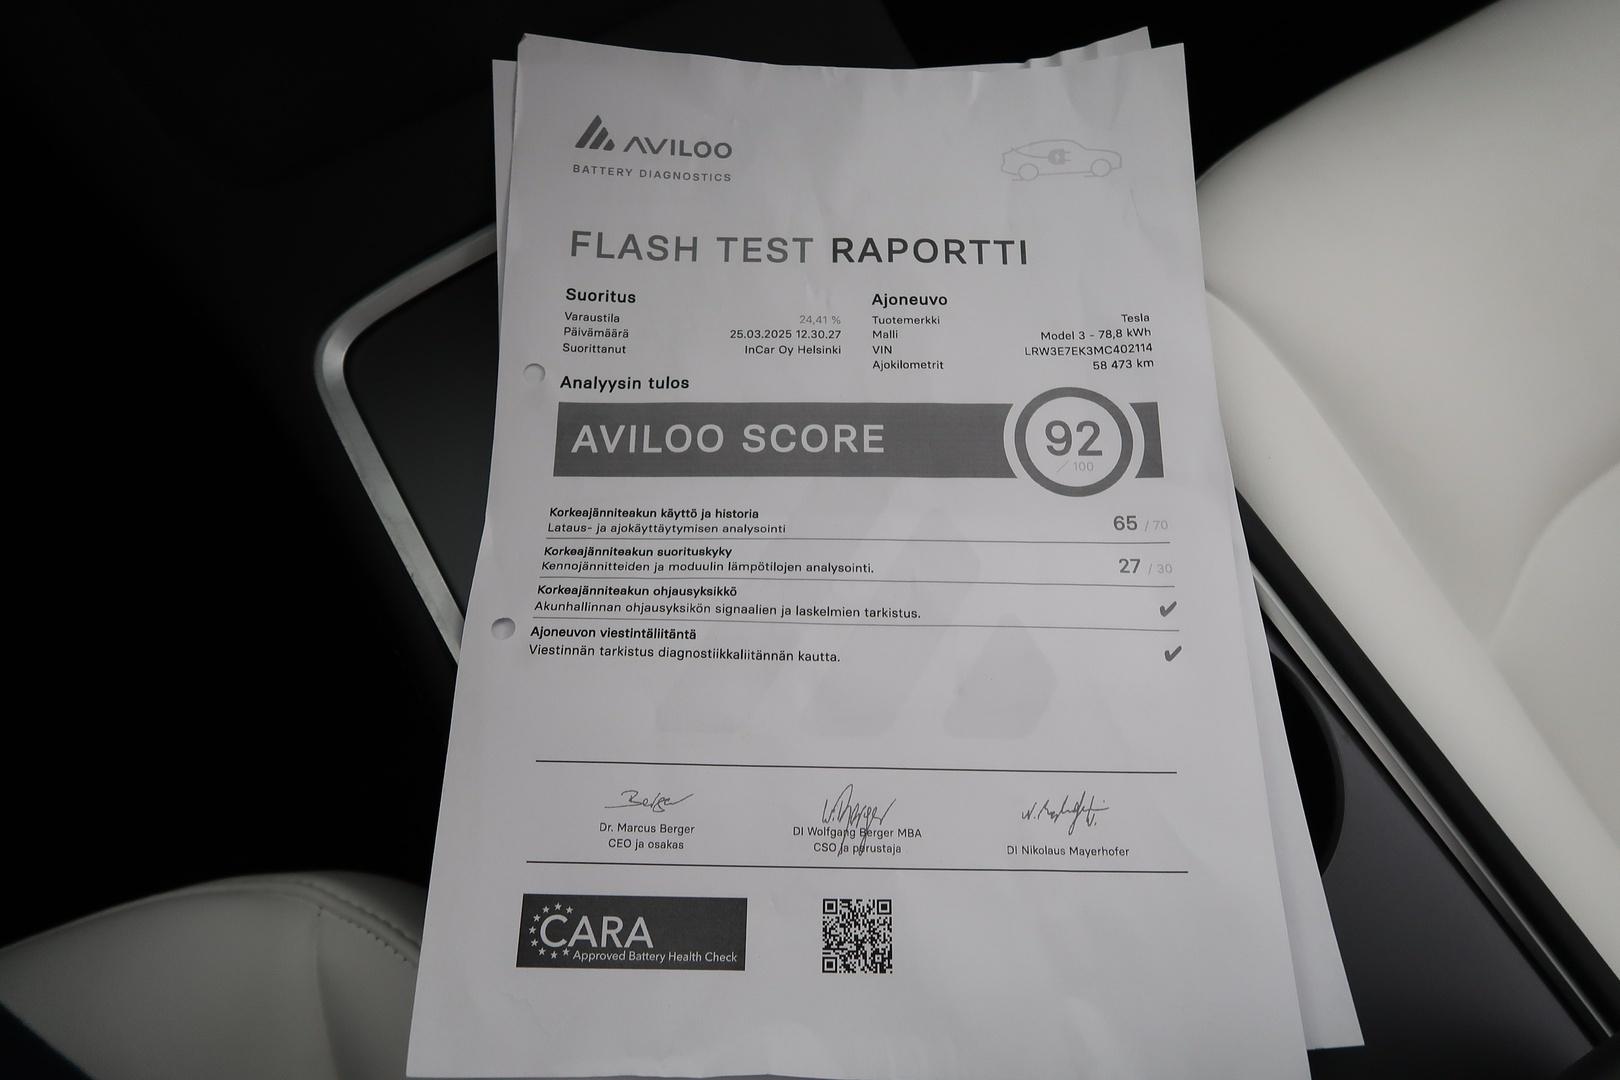 AVILOO
BATTERY DIAGNOSTICS
FLASH TEST RAPORTTI
Suoritus
Varaustila 24,41 %
Päivämäärä 25.03.2025 12.30.27
Suorittanut InCar Oy Helsinki
Ajoneuvo
Tuotemerkki Tesla
Malli Model 3 - 78,8 kWh
VIN LRW3E7EK3MC402114
Ajokilometrit 58 473 km
Analyysin tulos
AVILOO SCORE 92 / 100
Korkeajänniteakun käyttö ja historia
Lataus- ja ajokäyttäytymisen analysointi
65 / 70
Korkeajänniteakun suorituskyky
Kennojännitteiden ja moduulin lämpötilojen analysointi.
27 / 30
Korkeajänniteakun ohjausyksikkö
Akunhallinnan ohjausyksikön signaalien ja laskelmien tarkistus.
Ajoneuvon viestintäliitäntä
Viestinnän tarkistus diagnostiikkaliitännän kautta.
Berger
Dr. Marcus Berger
CEO ja osakas
W. Berger
DI Wolfgang Berger MBA
CSO ja perustaja
DI Nikolaus Mayerhofer
CARA
Approved Battery Health Check